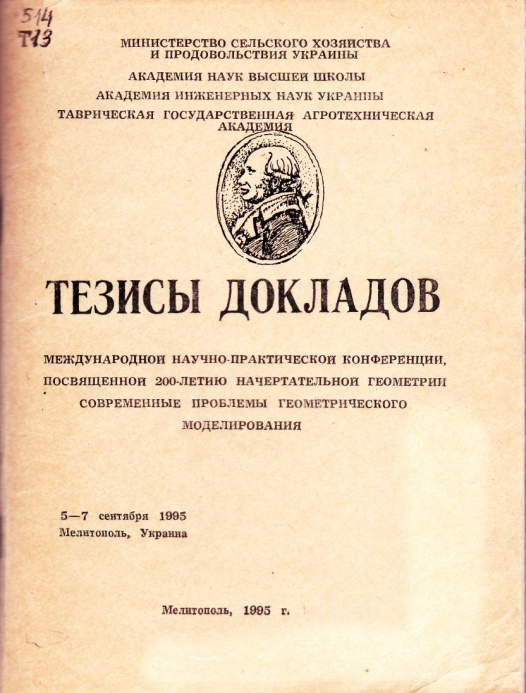 514
Т13
МИНИСТЕРСТВО СЕЛЬСКОГО ХОЗЯЙСТВА
И ПРОДОВОЛЬСТВИЯ УКРАИНЫ
АКАДЕМИЯ НАУК ВЫСШЕЙ ШКОЛЫ
АКАДЕМИЯ ИНЖЕНЕРНЫХ НАУК УКРАИНЫ
ТАВРИЧЕСКАЯ ГОСУДАРСТВЕННАЯ АГРОТЕХНИЧЕСКАЯ
АКАДЕМИЯ
ТЕЗИСЫ ДОКЛАДОВ
МЕЖДУНАРОДНОЙ НАУЧНО-ПРАКТИЧЕСКОЙ КОНФЕРЕНЦИИ,
ПОСВЯЩЕННОЙ 200-ЛЕТИЮ НАЧЕРТАТЕЛЬНОЙ ГЕОМЕТРИИ
СОВРЕМЕННЫЕ ПРОБЛЕМЫ ГЕОМЕТРИЧЕСКОГО
МОДЕЛИРОВАНИЯ
5—7 сентября 1995
Мелитополь, Украина
Мелитополь, 1995 г.